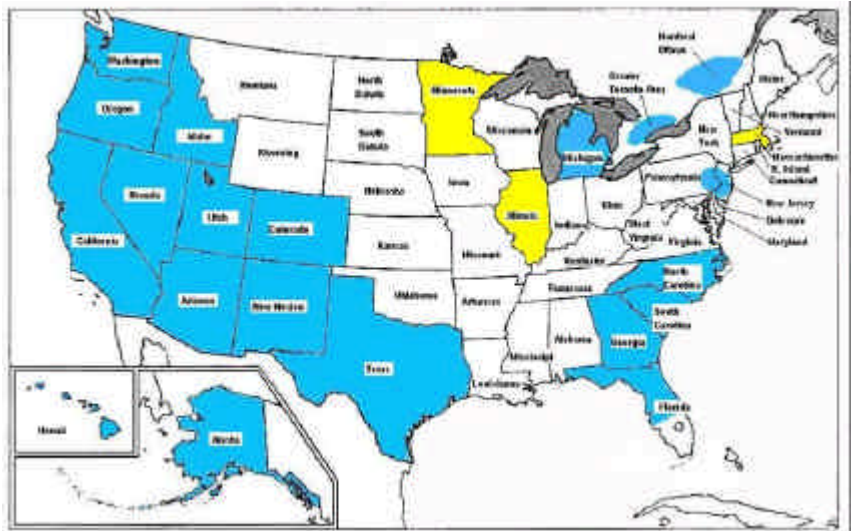 Washington
Oregon
Idaho
Montana
North
Dakota
South
Dakota
Wyoming
Minnesota
Wisconsin
Michigan
Montreal
Ottawa
Greater
Toronto Area
Maine
New Hampshire
Vermont
New
York
Massachusetts
R. Island
Connecticut
Pennsylvania
New Jersey
Delaware
Maryland
Nevada
Utah
Colorado
California
Nebraska
Iowa
Illinois
Indiana
Ohio
West
Virginia
Virginia
Kansas
Missouri
Kentucky
Arizona
New Mexico
Oklahoma
Arkansas
Tennessee
North
Carolina
South
Carolina
Texas
Mississippi
Alabama
Georgia
Louisiana
Florida
Hawaii
Alaska